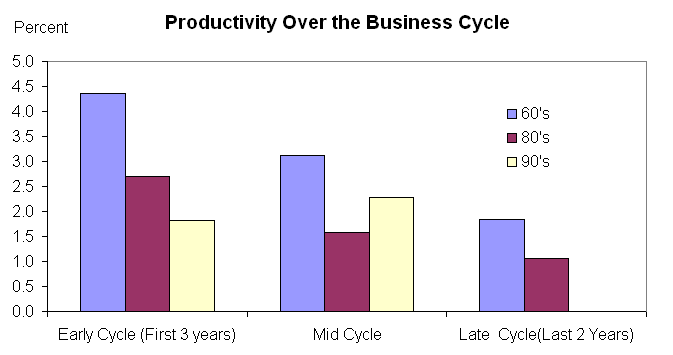 Productivity Over the Business Cycle
Percent
5.0
4.5
4.0
3.5
3.0
2.5
2.0
1.5
1.0
0.5
0.0
60's
80's
90's
Early Cycle (First 3 years)
Mid Cycle
Late  Cycle(Last 2 Years)